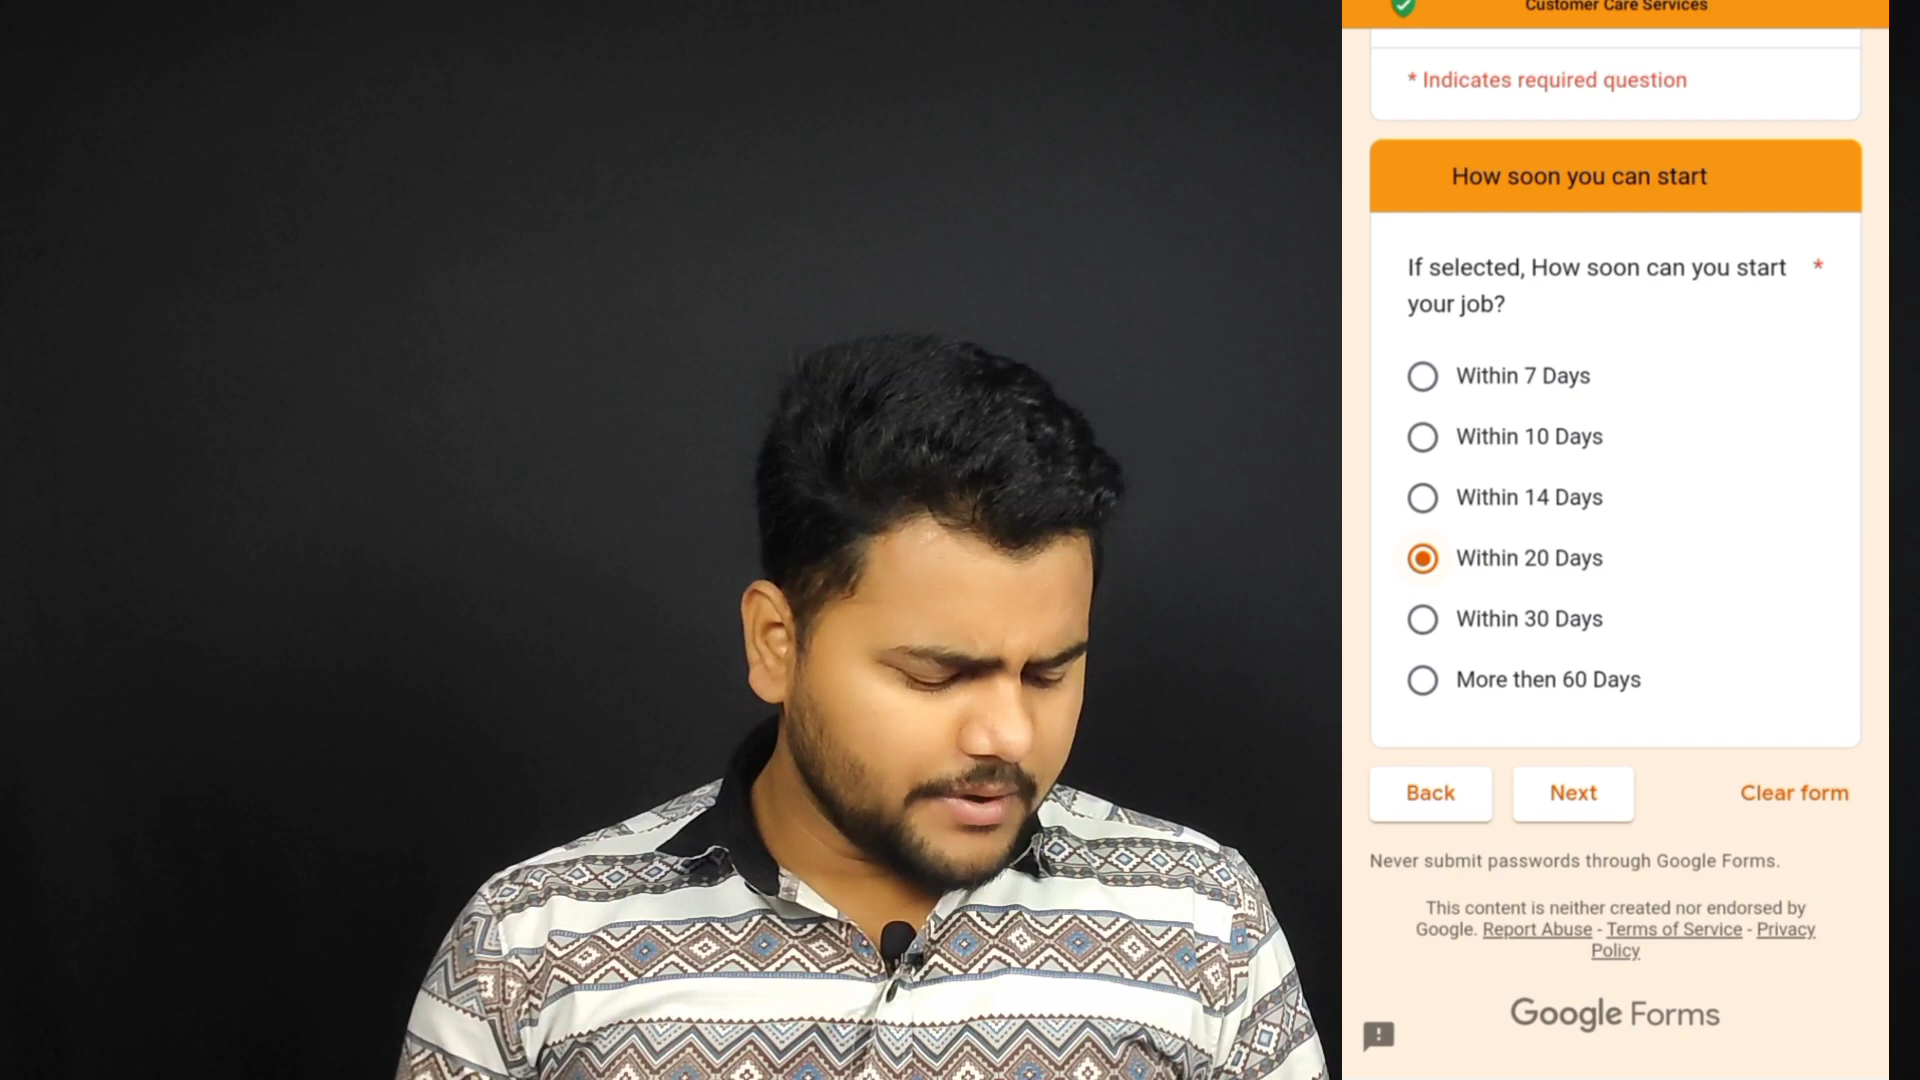 Customer Care Services
* Indicates required question
How soon you can start
If selected, How soon can you start *
your job?
Within 7 Days
Within 10 Days
Within 14 Days
Within 20 Days
Within 30 Days
More then 60 Days
Back Next Clear form
Never submit passwords through Google Forms.
This content is neither created nor endorsed by
Google. Report Abuse - Terms of Service - Privacy
Policy
Google Forms